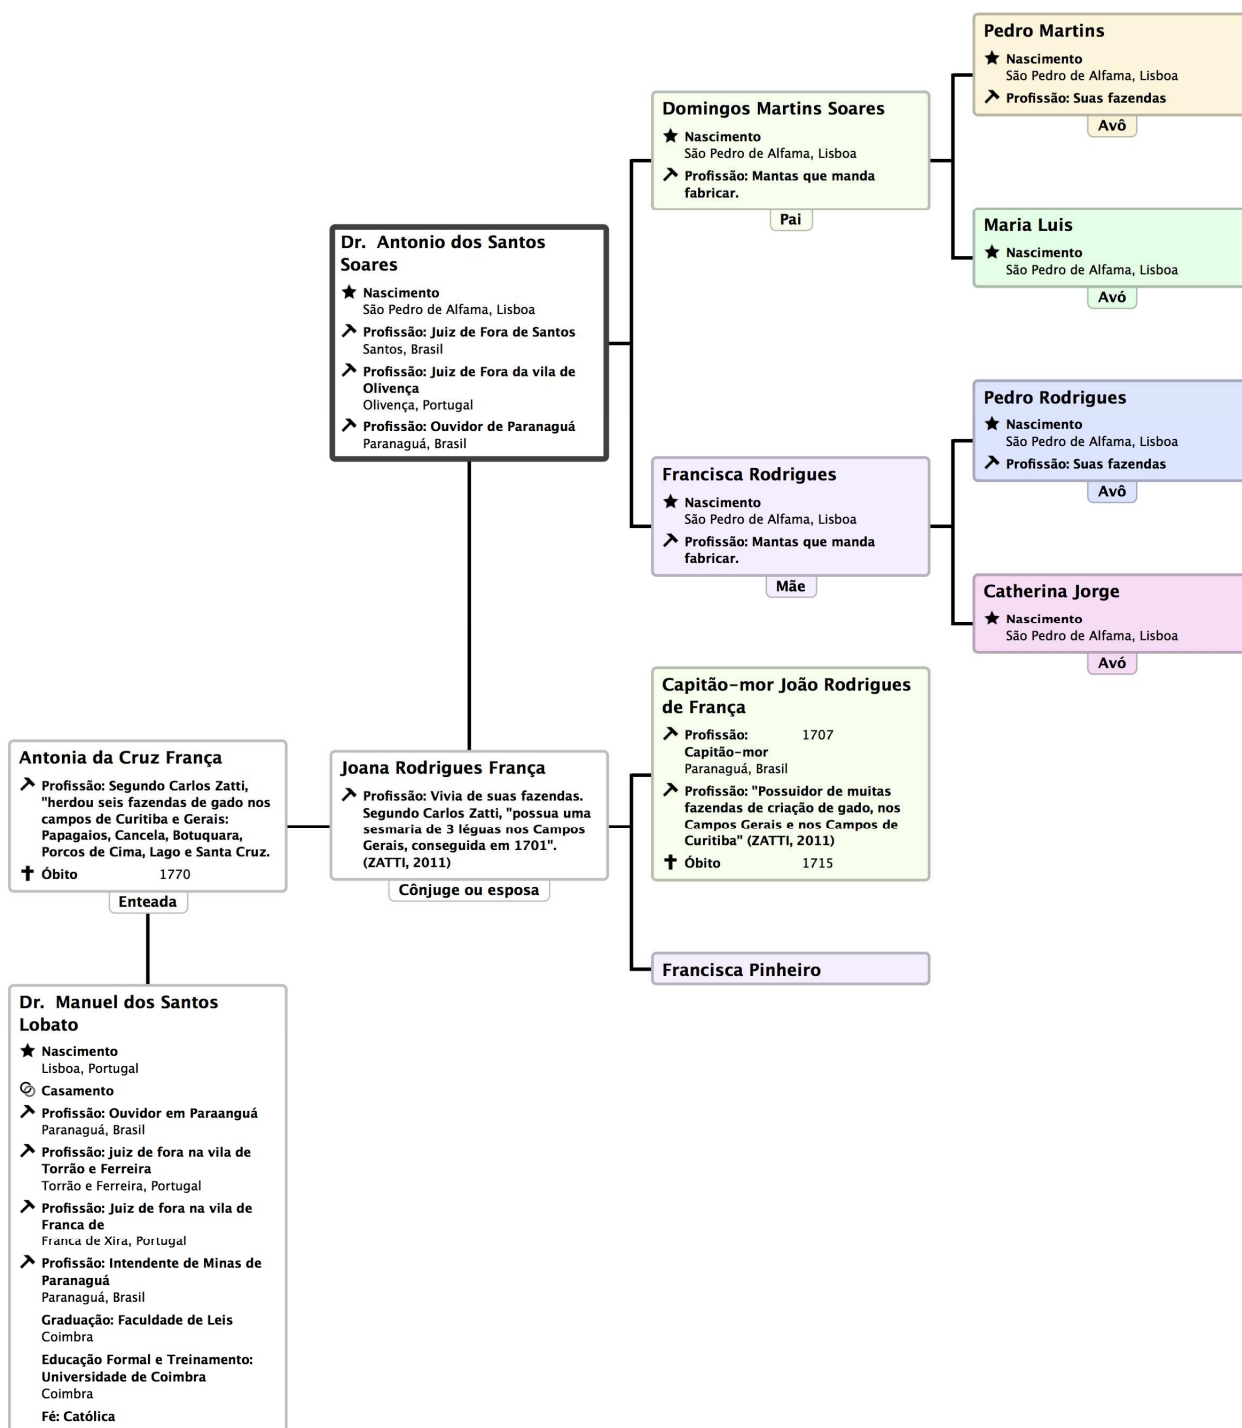 Pedro Martins
Nascimento
São Pedro de Alfama, Lisboa
Profissão: Suas fazendas
Avô
Domingos Martins Soares
Nascimento
São Pedro de Alfama, Lisboa
Profissão: Mantas que manda
fabricar.
Pai
Maria Luis
Nascimento
São Pedro de Alfama, Lisboa
Avó
Dr. Antonio dos Santos
Soares
Nascimento
São Pedro de Alfama, Lisboa
Profissão: Juiz de Fora de Santos
Santos, Brasil
Profissão: Juiz de Fora da vila de
Olivença
Olivença, Portugal
Profissão: Ouvidor de Paranaguá
Paranaguá, Brasil
Pedro Rodrigues
Nascimento
São Pedro de Alfama, Lisboa
Profissão: Suas fazendas
Avô
Francisca Rodrigues
Nascimento
São Pedro de Alfama, Lisboa
Profissão: Mantas que manda
fabricar.
Mãe
Catherina Jorge
Nascimento
São Pedro de Alfama, Lisboa
Avó
Capitão-mor João Rodrigues
de França
Profissão: 1707
Capitão-mor
Paranaguá, Brasil
Profissão: "Possuidor de muitas
fazendas de criação de gado, nos
Campos Gerais e nos Campos de
Curitiba" (ZATTI, 2011)
Óbito 1715
Antonia da Cruz França
Profissão: Segundo Carlos Zatti,
"herdou seis fazendas de gado nos
campos de Curitiba e Gerais:
Papagaios, Cancela, Botuquara,
Porcos de Cima, Lago e Santa Cruz.
Óbito 1770
Enteada
Joana Rodrigues França
Profissão: Vivia de suas fazendas.
Segundo Carlos Zatti, "possua uma
sesmaria de 3 léguas nos Campos
Gerais, conseguida em 1701".
(ZATTI, 2011)
Cônjuge ou esposa
Francisca Pinheiro
Dr. Manuel dos Santos
Lobato
Nascimento
Lisboa, Portugal
Casamento
Profissão: Ouvidor em Paraanguá
Paranaguá, Brasil
Profissão: juiz de fora na vila de
Torrão e Ferreira
Torrão e Ferreira, Portugal
Profissão: Juiz de fora na vila de
Franca de
Franca de Xira, Portugal
Profissão: Intendente de Minas de
Paranaguá
Paranaguá, Brasil
Graduação: Faculdade de Leis
Coimbra
Educação Formal e Treinamento:
Universidade de Coimbra
Coimbra
Fé: Católica